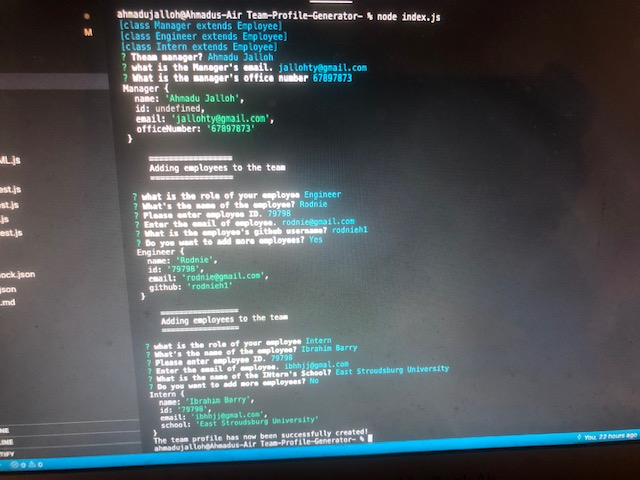 ahmadujalloh@Ahmadus-Air Team-Profile-Generator- % node index.js
[class Manager extends Employee]
[class Engineer extends Employee]
[class Intern extends Employee]
? Theam manager? Ahmadu Jalloh
? what is the Manager's email. jallohty@gmail.com
? What is the manager's office number 67897873
Manager {
name: 'Ahmadu Jalloh',
id: undefined,
email: 'jallohty@gmail.com',
officeNumber: '67897873'
}
==================
Adding employees to the team
==================
? what is the role of your employee Engineer
? What's the name of the employee? Rodnie
? Please enter employee ID. 79798
? Enter the email of employee. rodnie@gmail.com
? What is the employee's github username? rodnieh1
? Do you want to add more employees? Yes
Engineer {
name: 'Rodnie',
id: '79798',
email: 'rodnie@gmail.com',
github: 'rodnieh1'
}
==================
Adding employees to the team
==================
? what is the role of your employee Intern
? What's the name of the employee? Ibrahim Barry
? Please enter employee ID. 79798
? Enter the email of employee. ibhhjj@gmal.com
? What is the name of the INtern's School? East Stroudsburg University
? Do you want to add more employees? No
Intern {
name: 'Ibrahim Barry',
id: '79798',
email: 'ibhhjj@gmal.com',
school: 'East Stroudsburg University'
}
The team profile has now been successfully created!
ahmadujalloh@Ahmadus-Air Team-Profile-Generator- %
M
ML.js
est.js
st.js
.js
est.js
ock.json
json
.md
NE
LINE
TIFY
0 0
You, 23 hours ago